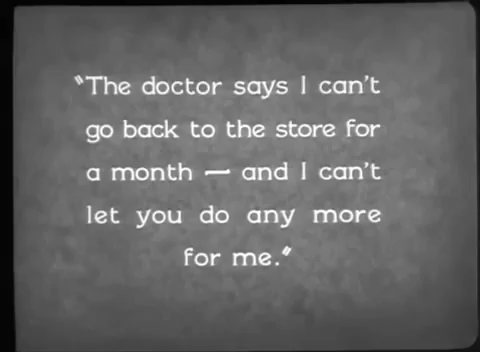 "The doctor says I can't
go back to the store for
a month — and I can't
let you do any more
for me."